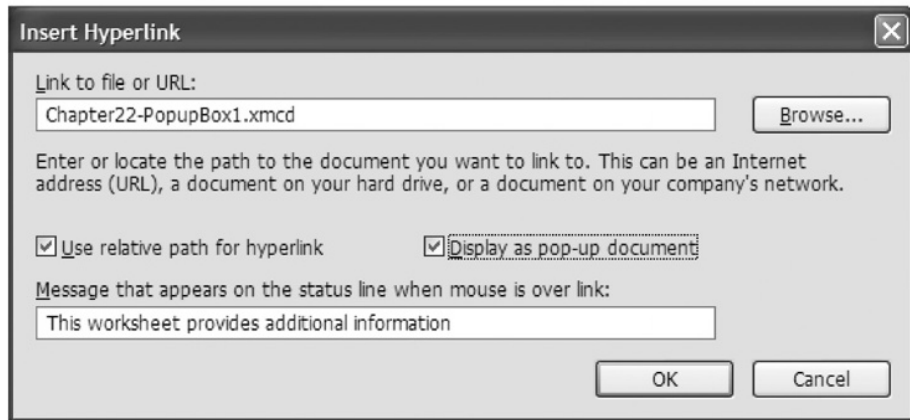 Insert Hyperlink
Link to file or URL:
Chapter22-PopupBox1.xmcd
Browse...
Enter or locate the path to the document you want to link to. This can be an Internet
address (URL), a document on your hard drive, or a document on your company's network.
Use relative path for hyperlink
Display as pop-up document
Message that appears on the status line when mouse is over link:
This worksheet provides additional information
OK
Cancel